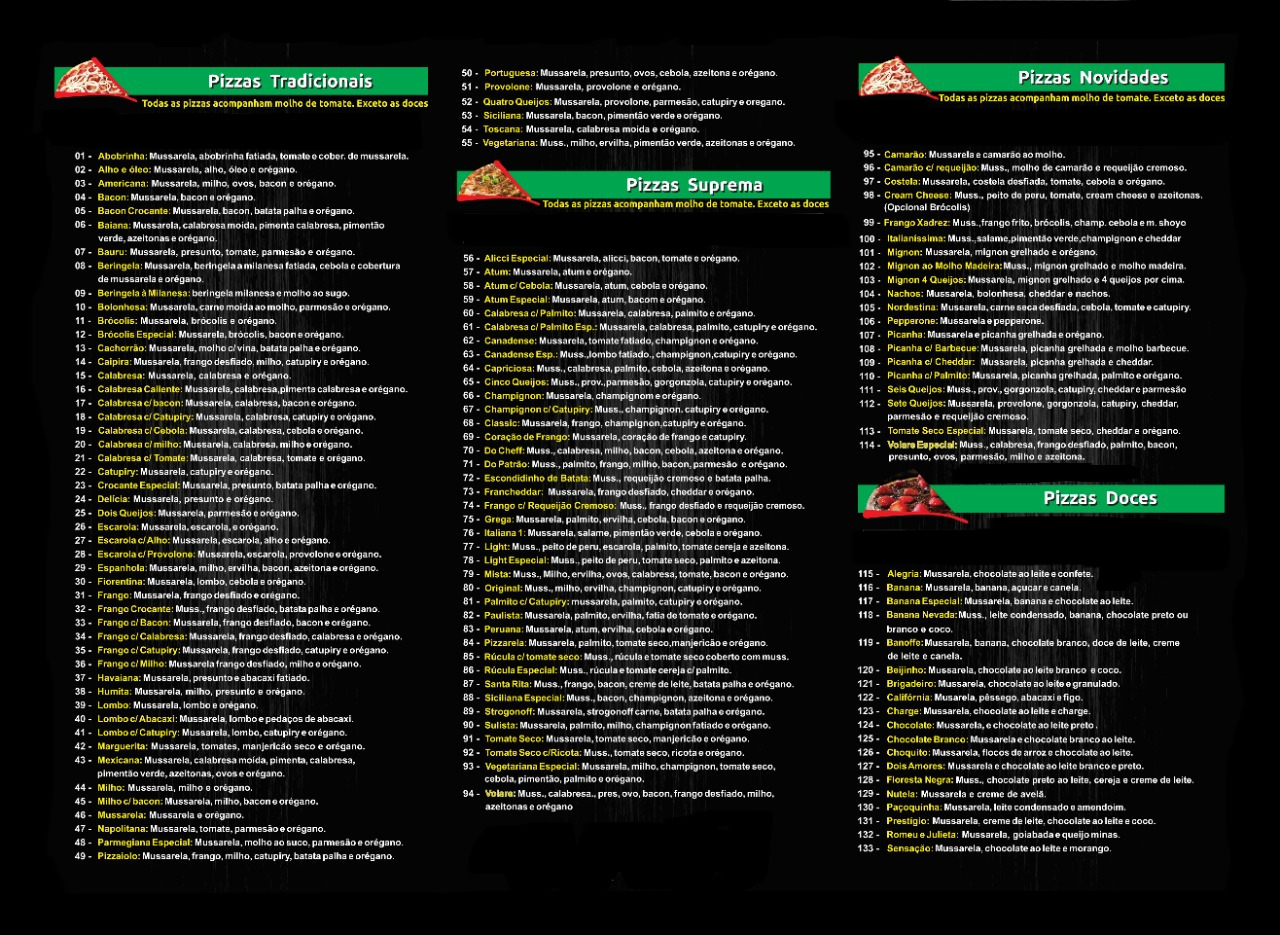 Pizzas Tradicionais
Todas as pizzas acompanham molho de tomate. Exceto as doces
01 - Abobrinha: Mussarela, abobrinha fatiada, tomate e cober. de mussarela.
02 - Alho e óleo: Mussarela, alho, óleo e orégano.
03 - Americana: Mussarela, milho, ovos, bacon e orégano.
04 - Bacon: Mussarela, bacon e orégano.
05 - Bacon Crocante: Mussarela, bacon, batata palha e orégano.
06 - Baiana: Mussarela, calabresa moída, pimenta calabresa, pimentão
verde, azeitonas e orégano.
07 - Bauru: Mussarela, presunto, tomate, parmesão e orégano.
08 - Beringela: Mussarela, beringela a milanesa fatiada, cebola e cobertura
de mussarela e orégano.
09 - Beringela à Milanesa: beringela milanesa e molho ao sugo.
10 - Bolonhesa: Mussarela, carne moida ao molho, parmesão e orégano.
11 - Brócolis: Mussarela, brócolis e orégano.
12 - Brócolis Especial: Mussarela, brócolis, bacon e orégano.
13 - Cachorrão: Mussarela, molho c/ vina, batata palha e orégano.
14 - Caipira: Mussarela, frango desfiado, milho, catupiry e orégano.
15 - Calabresa: Mussarela, calabresa e orégano.
16 - Calabresa Caliente: Mussarela, calabresa,pimenta calabresa e orégano.
17 - Calabresa c/ bacon: Mussarela, calabresa, bacon e orégano.
18 - Calabresa c/ Catupiry: Mussarela, calabresa, catupiry e orégano.
19 - Calabresa c/ Cebola: Mussarela, calabresa, cebola e orégano.
20 - Calabresa c/ milho: Mussarela, calabresa, milho e orégano.
21 - Calabresa c/ Tomate: Mussarela, calabresa, tomate e orégano.
22 - Catupiry: Mussarela, catupiry e orégano.
23 - Crocante Especial: Mussarela, presunto, batata palha e orégano.
24 - Delícia: Mussarela, presunto e orégano.
25 - Dois Queijos: Mussarela, parmesão e orégano.
26 - Escarola: Mussarela, escarola, e orégano.
27 - Escarola c/ Alho: Mussarela, escarola, alho e orégano.
28 - Escarola c/ Provolone: Mussarela, escarola, provolone e orégano.
29 - Espanhola: Mussarela, milho, ervilha, bacon, azeitona e orégano.
30 - Fiorentina: Mussarela, lombo, cebola e orégano.
31 - Frango: Mussarela, frango desfiado e orégano.
32 - Frango Crocante: Muss., frango desfiado, batata palha e orégano.
33 - Frango c/ Bacon: Mussarela, frango desfiado, bacon e orégano.
34 - Frango c/ Calabresa: Mussarela, frango desfiado, calabresa e orégano.
35 - Frango c/ Catupiry: Mussarela, frango desfiado, catupiry e orégano.
36 - Frango c/ Milho: Mussarela frango desfiado, milho e orégano.
37 - Havaiana: Mussarela, presunto e abacaxi fatiado.
38 - Humita: Mussarela, milho, presunto e orégano.
39 - Lombo: Mussarela, lombo e orégano.
40 - Lombo c/ Abacaxi: Mussarela, lombo e pedaços de abacaxi.
41 - Lombo c/ Catupiry: Mussarela, lombo, catupiry e orégano.
42 - Marguerita: Mussarela, tomates, manjericão seco e orégano.
43 - Mexicana: Mussarela, calabresa moída, pimenta, calabresa,
pimentão verde, azeitonas, ovos e orégano.
44 - Milho: Mussarela, milho e orégano.
45 - Milho c/ bacon: Mussarela, milho, bacon e orégano.
46 - Mussarela: Mussarela e orégano.
47 - Napolitana: Mussarela, tomate, parmesão e orégano.
48 - Parmegiana Especial: Mussarela, molho ao suco, parmesão e orégano.
49 - Pizzaiolo: Mussarela, frango, milho, catupiry, batata palha e orégano.
50 - Portuguesa: Mussarela, presunto, ovos, cebola, azeitona e orégano.
51 - Provolone: Mussarela, provolone e orégano.
52 - Quatro Queijos: Mussarela, provolone, parmesão, catupiry e oregano.
53 - Siciliana: Mussarela, bacon, pimentão verde e orégano.
54 - Toscana: Mussarela, calabresa moida e orégano.
55 - Vegetariana: Muss., milho, ervilha, pimentão verde, azeitonas e orégano.
Pizzas Suprema
Todas as pizzas acompanham molho de tomate. Exceto as doces
56 - Alicci Especial: Mussarela, alicci, bacon, tomate e orégano.
57 - Atum: Mussarela, atum e orégano.
58 - Atum c/ Cebola: Mussarela, atum, cebola e orégano.
59 - Atum Especial: Mussarela, atum, bacom e orégano.
60 - Calabresa c/ Palmito: Mussarela, calabresa, palmito e orégano.
61 - Calabresa c/ Palmito Esp.: Mussarela, calabresa, palmito, catupiry e orégano.
62 - Canadense: Mussarela, tomate fatiado, champignon e orégano.
63 - Canadense Esp.: Muss.,lombo fatiado., champignon,catupiry e orégano.
64 - Capriciosa: Muss., calabresa, palmito, cebola, azeitona e orégano.
65 - Cinco Queijos: Muss., prov.,parmesão, gorgonzola, catupiry e orégano.
66 - Champignon: Mussarela, champignom e orégano.
67 - Champignon c/ Catupiry: Muss., champignon, catupiry e orégano.
68 - Classic: Mussarela, frango, champignon,catupiry e orégano.
69 - Coração de Frango: Mussarela, coração de frango e catupiry.
70 - Do Cheff: Muss., calabresa, milho, bacon, cebola, azeitona e orégano.
71 - Do Patrão: Muss., palmito, frango, milho, bacon, parmesão e orégano.
72 - Escondidinho de Batata: Muss., requeijão cremoso e batata palha.
73 - Francheddar: Mussarela, frango desfiado, cheddar e orégano.
74 - Frango c/ Requeijão Cremoso: Muss., frango desfiado e requeijão cremoso.
75 - Grega: Mussarela, palmito, ervilha, cebola, bacon e orégano.
76 - Italiana 1: Mussarela, salame, pimentão verde, cebola e orégano.
77 - Light: Muss., peito de peru, escarola, palmito, tomate cereja e azeitona.
78 - Light Especial: Muss., peito de peru, tomate seco, palmito e azeitona.
79 - Mista: Muss., Milho, ervilha, ovos, calabresa, tomate, bacon e orégano.
80 - Original: Muss., milho, ervilha, champignon, catupiry e orégano.
81 - Palmito c/ Catupiry: mussarela, palmito, catupiry e orégano.
82 - Paulista: Mussarela, palmito, ervilha, fatia de tomate e orégano.
83 - Peruana: Mussarela, atum, ervilha, cebola e orégano.
84 - Pizzarela: Mussarela, palmito, tomate seco,manjericão e orégano.
85 - Rúcula c/ tomate seco: Muss., rúcula e tomate seco coberto com muss.
86 - Rúcula Especial: Muss., rúcula e tomate cereja c/ palmito.
87 - Santa Rita: Muss., frango, bacon, creme de leite, batata palha e orégano.
88 - Siciliana Especial: Muss., bacon, champignon, azeitona e orégano.
89 - Strogonoff: Mussarela, strogonoff carne, batata palha e orégano.
90 - Sulista: Mussarela, palmito, milho, champignon fatiado e orégano.
91 - Tomate Seco: Mussarela, tomate seco, manjericão e orégano.
92 - Tomate Seco c/Ricota: Muss., tomate seco, ricota e orégano.
93 - Vegetariana Especial: Mussarela, milho, champignon, tomate seco,
cebola, pimentão, palmito e orégano.
94 - Volare: Muss., calabresa., pres, ovo, bacon, frango desfiado, milho,
azeitonas e orégano
Pizzas Novidades
Todas as pizzas acompanham molho de tomate. Exceto as doces
95 - Camarão: Mussarela e camarão ao molho.
96 - Camarão c/ requeijão: Muss., molho de camarão e requeijão cremoso.
97 - Costela: Mussarela, costela desfiada, tomate, cebola e orégano.
98 - Cream Cheese: Muss., peito de peru, tomate, cream cheese e azeitonas.
(Opcional Brócolis)
99 - Frango Xadrez: Muss.,frango frito, brócolis, champ. cebola e m. shoyo
100 - Italianíssima: Muss.,salame,pimentão verde,champignon e cheddar
101 - Mignon: Mussarela, mignon grelhado e orégano.
102 - Mignon ao Molho Madeira: Muss., mignon grelhado e molho madeira.
103 - Mignon 4 Queijos: Mussarela, mignon grelhado e 4 queijos por cima.
104 - Nachos: Mussarela, bolonhesa, cheddar e nachos.
105 - Nordestina: Mussarela, carne seca desfiada, cebola, tomate e catupiry.
106 - Pepperone: Mussarela e pepperone.
107 - Picanha: Mussarela e picanha grelhada e orégano.
108 - Picanha c/ Barbecue: Mussarela, picanha grelhada e molho barbecue.
109 - Picanha c/ Cheddar: Mussarela, picanha grelhada e cheddar.
110 - Picanha c/ Palmito: Mussarela, picanha grelhada, palmito e orégano.
111 - Seis Queijos: Muss., prov., gorgonzola, catupiry, cheddar e parmesão
112 - Sete Queijos: Mussarela, provolone, gorgonzola, catupiry, cheddar,
parmesão e requeijão cremoso.
113 - Tomate Seco Especial: Mussarela, tomate seco, cheddar e orégano.
114 - Volare Especial: Muss., calabresa, frango desfiado, palmito, bacon,
presunto, ovos, parmesão, milho e azeitona.
Pizzas Doces
115 - Alegria: Mussarela, chocolate ao leite e confete.
116 - Banana: Mussarela, banana, açucar e canela.
117 - Banana Especial: Mussarela, banana e chocolate ao leite.
118 - Banana Nevada: Muss., leite condensado, banana, chocolate preto ou
branco e coco.
119 - Banoffe: Mussarela, banana, chocolate branco, doce de leite, creme
de leite e canela.
120 - Beijinho: Mussarela, chocolate ao leite branco e coco.
121 - Brigadeiro: Mussarela, chocolate ao leite e granulado.
122 - Califórnia: Musarela, pêssego, abacaxi e figo.
123 - Charge: Mussarela, chocolate ao leite e charge.
124 - Chocolate: Mussarela, e chocolate ao leite preto .
125 - Chocolate Branco: Mussarela e chocolate branco ao leite.
126 - Choquito: Mussarela, flocos de arroz e chocolate ao leite.
127 - Dois Amores: Mussarela e chocolate ao leite branco e preto.
128 - Floresta Negra: Muss., chocolate preto ao leite, cereja e creme de leite.
129 - Nutela: Mussarela e creme de avelã.
130 - Paçoquinha: Mussarela, leite condensado e amendoim.
131 - Prestígio: Mussarela, creme de leite, chocolate ao leite e coco.
132 - Romeu e Julieta: Mussarela, goiabada e queijo minas.
133 - Sensação: Mussarela, chocolate ao leite e morango.